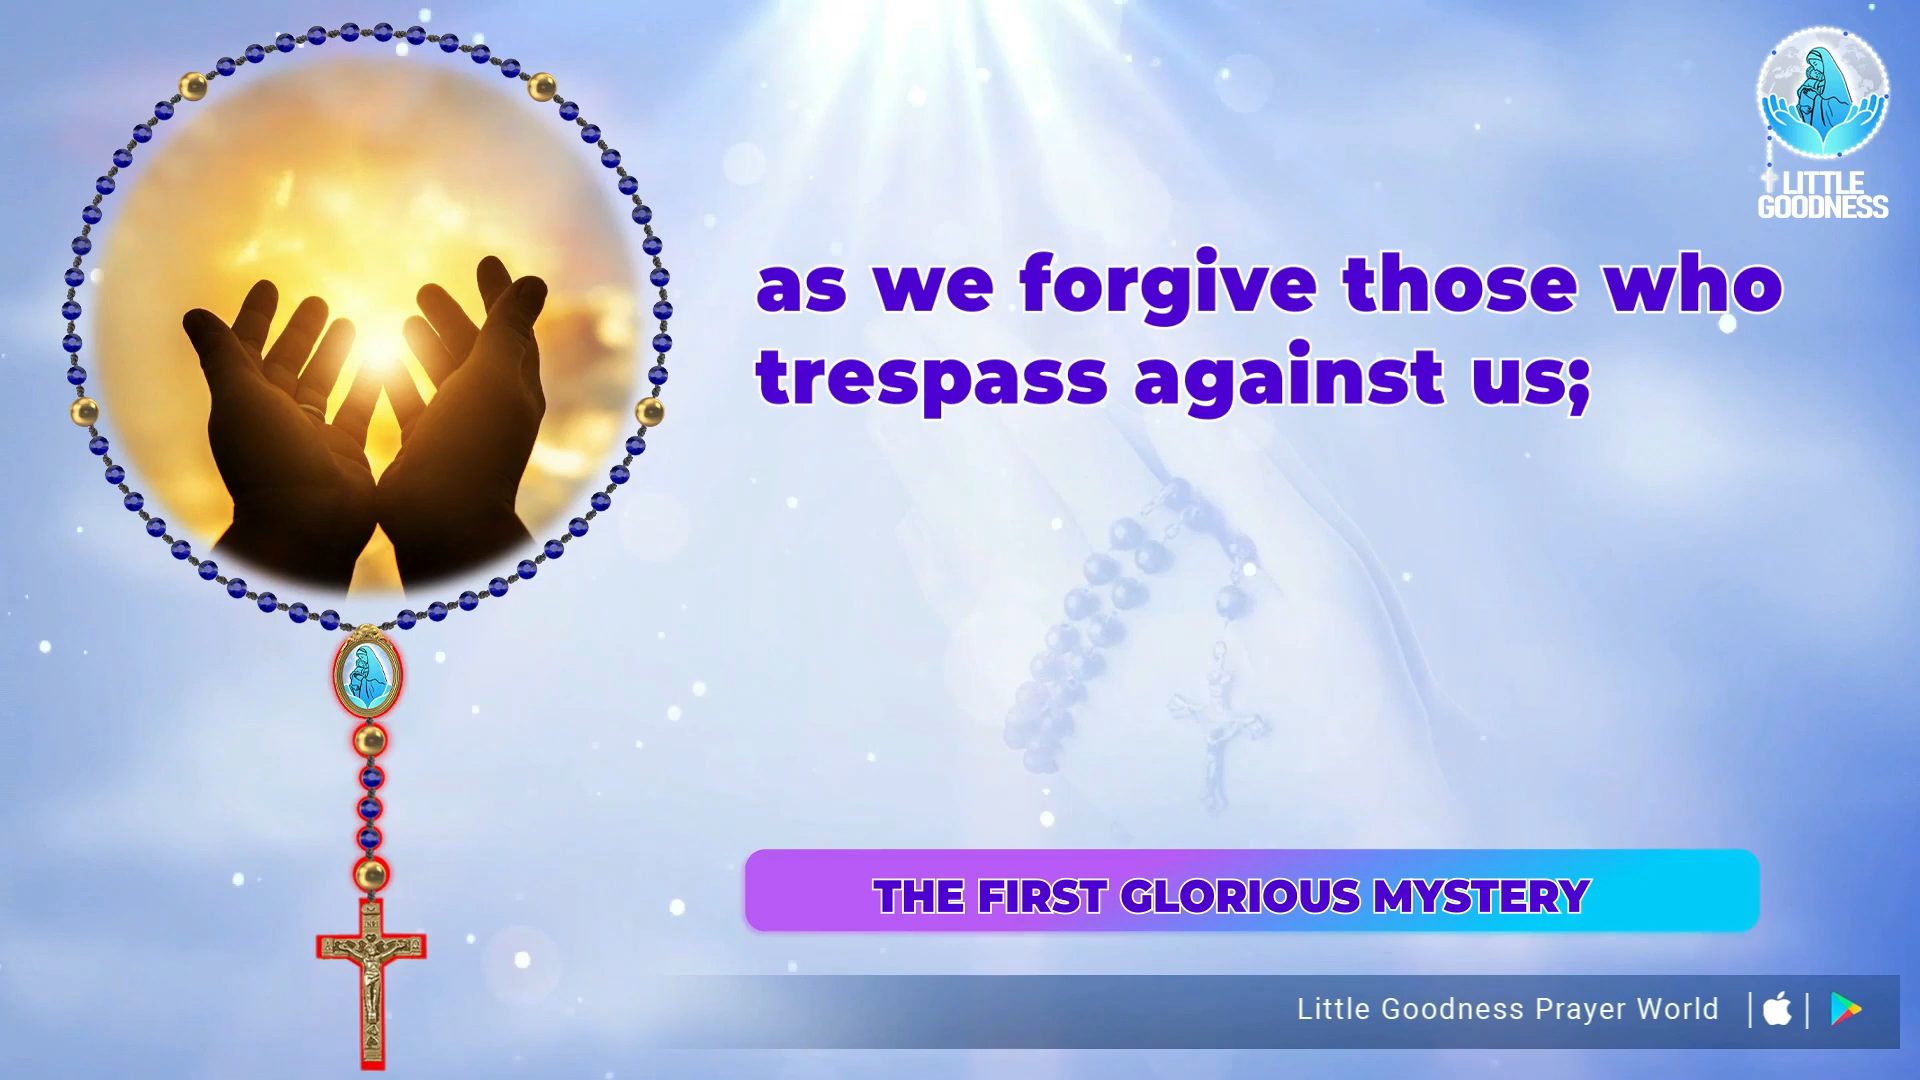 LITTLE
GOODNESS
as we forgive those who
trespass against us;
THE FIRST GLORIOUS MYSTERY
Little Goodness Prayer World